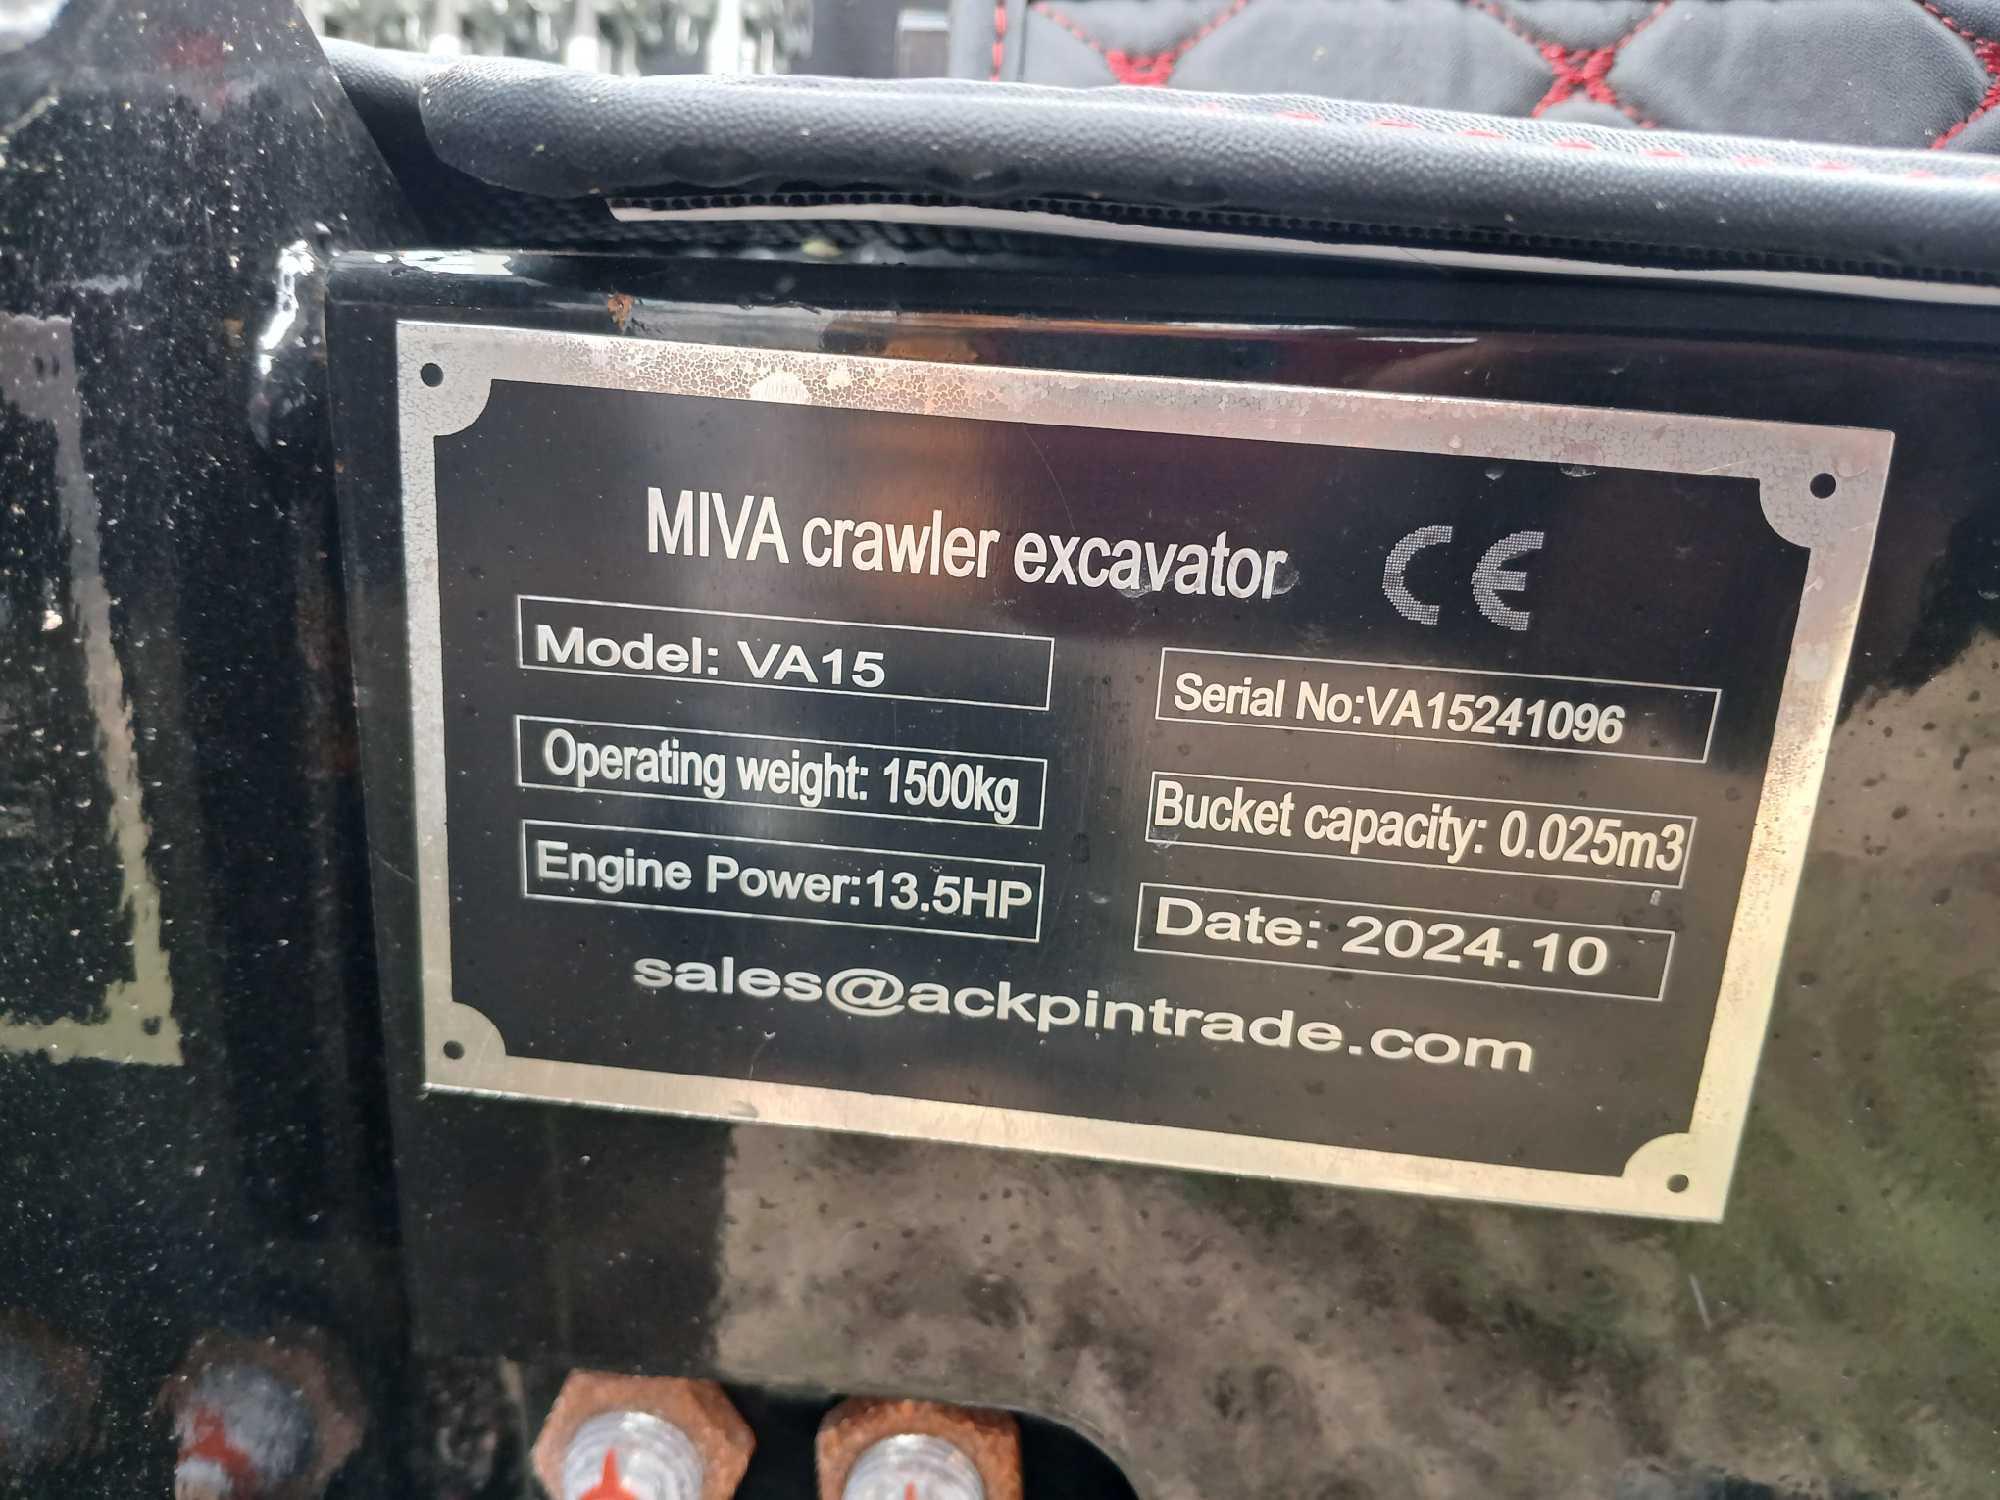 MIVA crawler excavator CE
Model: VA15
Serial No:VA15241096
Operating weight: 1500kg
Bucket capacity: 0.025m3
Engine Power:13.5HP
Date: 2024.10
sales@ackpintrade.com